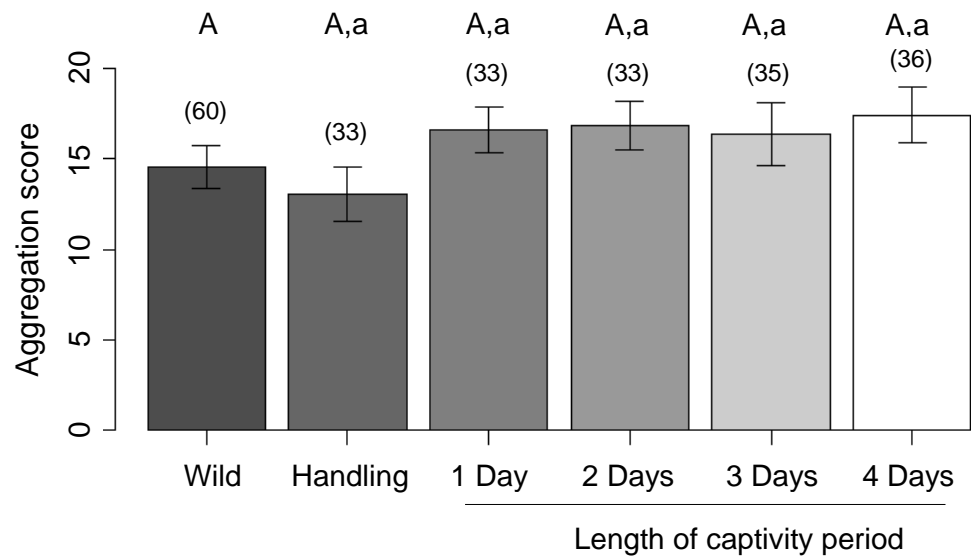 A A,a A,a A,a A,a A,a
(60) (33) (33) (33) (35) (36)
Aggregation score
20
15
10
5
0
Wild Handling 1 Day 2 Days 3 Days 4 Days
Length of captivity period